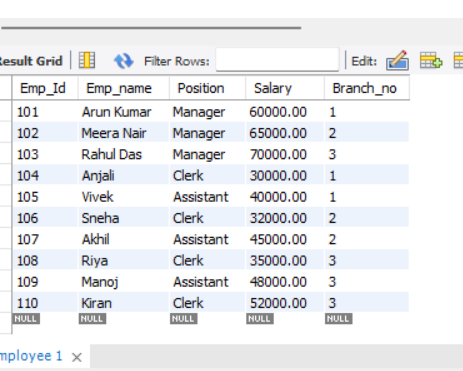 Result Grid Filter Rows: Edit:
Emp_Id Emp_name Position Salary Branch_no
101 Arun Kumar Manager 60000.00 1
102 Meera Nair Manager 65000.00 2
103 Rahul Das Manager 70000.00 3
104 Anjali Clerk 30000.00 1
105 Vivek Assistant 40000.00 1
106 Sneha Clerk 32000.00 2
107 Akhil Assistant 45000.00 2
108 Riya Clerk 35000.00 3
109 Manoj Assistant 48000.00 3
110 Kiran Clerk 52000.00 3
NULL NULL NULL NULL NULL
mployee 1